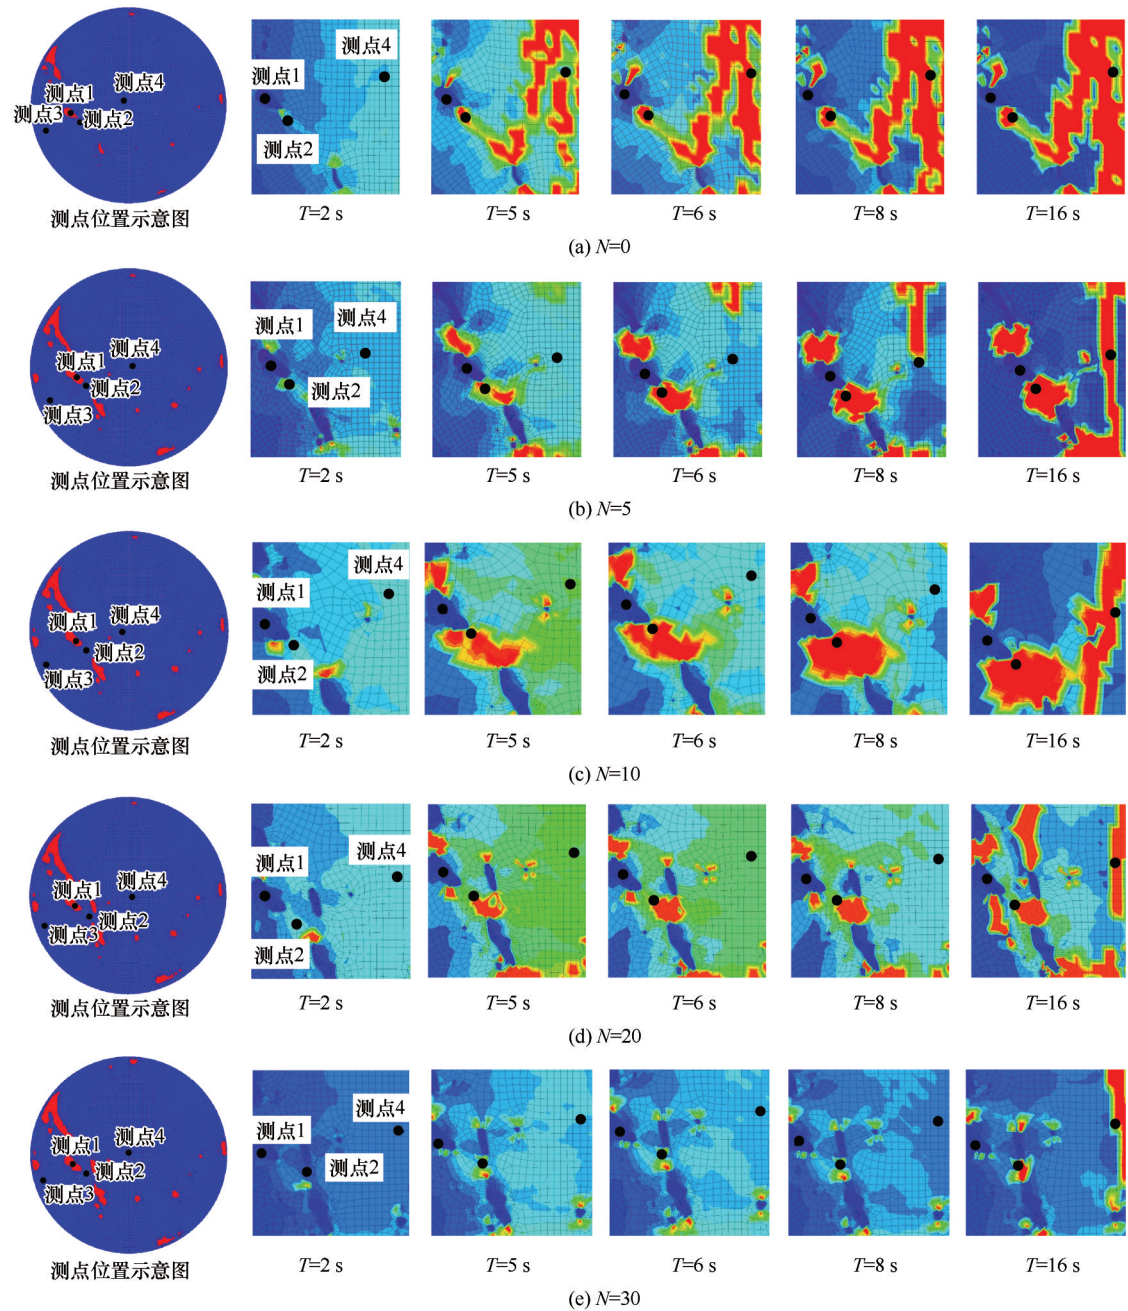 测点4
测点1
测点3
测点2
测点位置示意图
测点4
测点1
测点2
T=2 s
T=5 s
T=6 s
T=8 s
T=16 s
(a) N=0
测点4
测点1
测点2
测点3
测点位置示意图
测点1
测点4
测点2
T=2 s
T=5 s
T=6 s
T=8 s
T=16 s
(b) N=5
测点4
测点1
测点2
测点3
测点位置示意图
测点4
测点1
测点2
T=2 s
T=5 s
T=6 s
T=8 s
T=16 s
(c) N=10
测点4
测点1
测点2
测点3
测点位置示意图
测点1
测点4
测点2
T=2 s
T=5 s
T=6 s
T=8 s
T=16 s
(d) N=20
测点4
测点1
测点2
测点3
测点位置示意图
测点4
测点1
测点2
T=2 s
T=5 s
T=6 s
T=8 s
T=16 s
(e) N=30